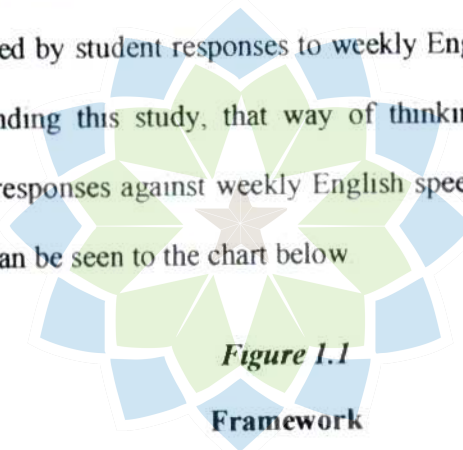 ed by student responses to weekly Eng
nding this study, that way of thinkin
responses against weekly English spee
an be seen to the chart below
Figure 1.1
Framework